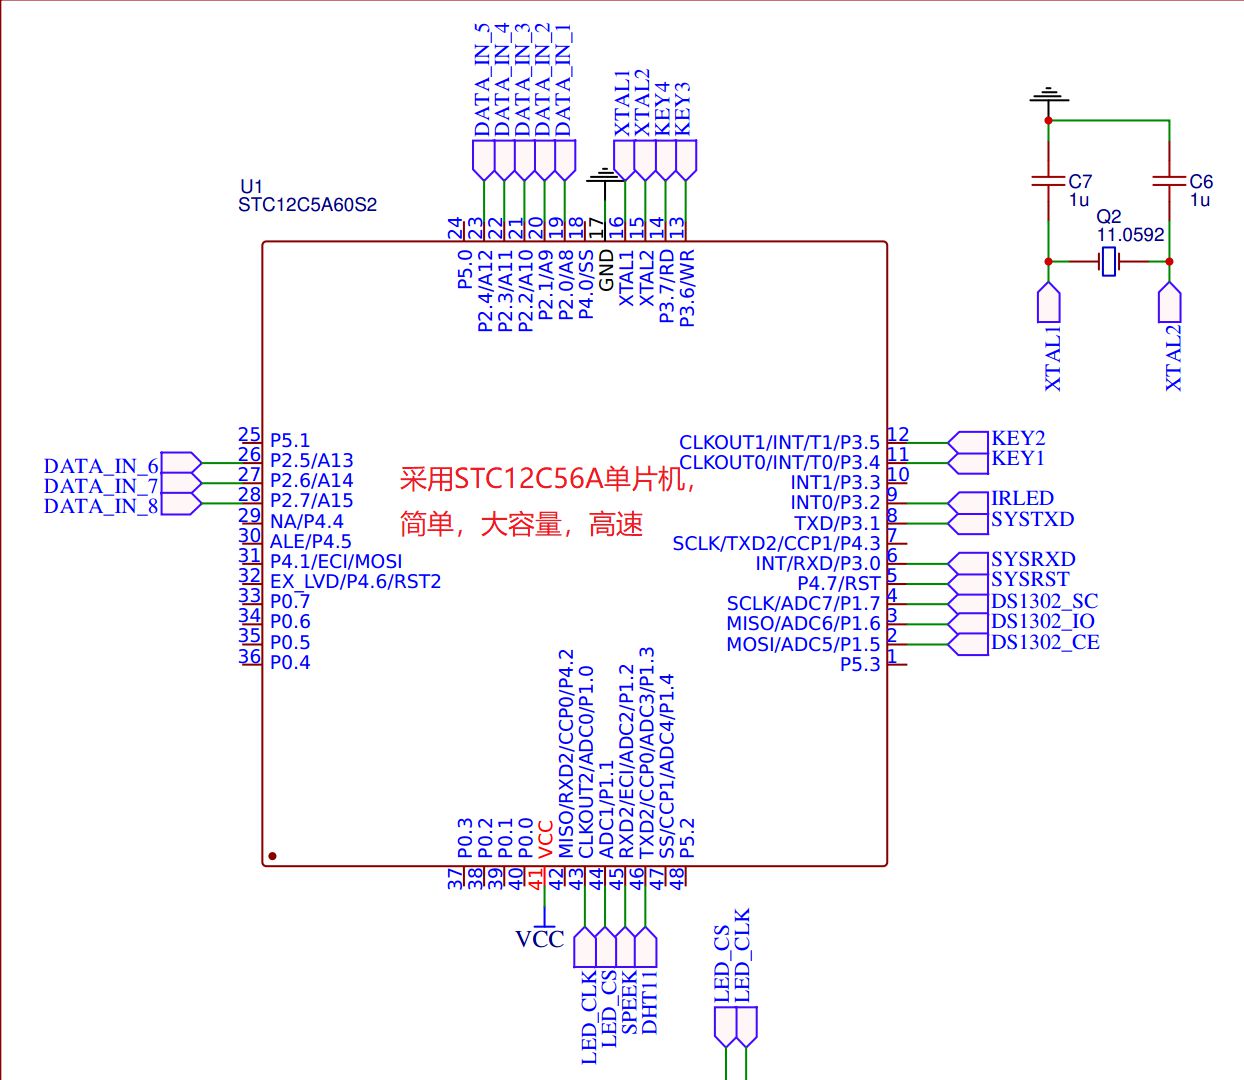 DATA_IN_5
DATA_IN_4
DATA_IN_3
DATA_IN_2
DATA_IN_1
XTAL1
XTAL2
KEY4
KEY3
U1
STC12C5A60S2
24
23
22
21
20
19
18
17
16
15
14
13
P5.0
P2.4/A12
P2.3/A11
P2.2/A10
P2.1/A9
P2.0/A8
P4.0/SS
GND
XTAL1
XTAL2
P3.7/RD
P3.6/WR
C7
1u
C6
1u
Q2
11.0592
XTAL1
XTAL2
25 P5.1
DATA_IN_6 26 P2.5/A13
DATA_IN_7 27 P2.6/A14
DATA_IN_8 28 P2.7/A15
29 NA/P4.4
30 ALE/P4.5
31 P4.1/ECI/MOSI
32 EX_LVD/P4.6/RST2
33 P0.7
34 P0.6
35 P0.5
36 P0.4
采用STC12C56A单片机，
简单，大容量，高速
CLKOUT1/INT/T1/P3.5 12 KEY2
CLKOUT0/INT/T0/P3.4 11 KEY1
INT1/P3.3 10
INT0/P3.2 9 IRLED
TXD/P3.1 8 SYSTXD
SCLK/TXD2/CCP1/P4.3 7
INT/RXD/P3.0 6 SYSRXD
P4.7/RST 5 SYSRST
SCLK/ADC7/P1.7 4 DS1302_SC
MISO/ADC6/P1.6 3 DS1302_IO
MOSI/ADC5/P1.5 2 DS1302_CE
P5.3 1
P0.3
P0.2
P0.1
P0.0
VCC
MISO/RXD2/CCP0/P4.2
CLKOUT2/ADC0/P1.0
ADC1/P1.1
RXD2/ECI/ADC2/P1.2
TXD2/CCP0/ADC3/P1.3
SS/CCP1/ADC4/P1.4
P5.2
37
38
39
40
41
42
43
44
45
46
47
48
VCC
LED_CLK
LED_CS
SPEEK
DHT11
LED_CS
LED_CLK